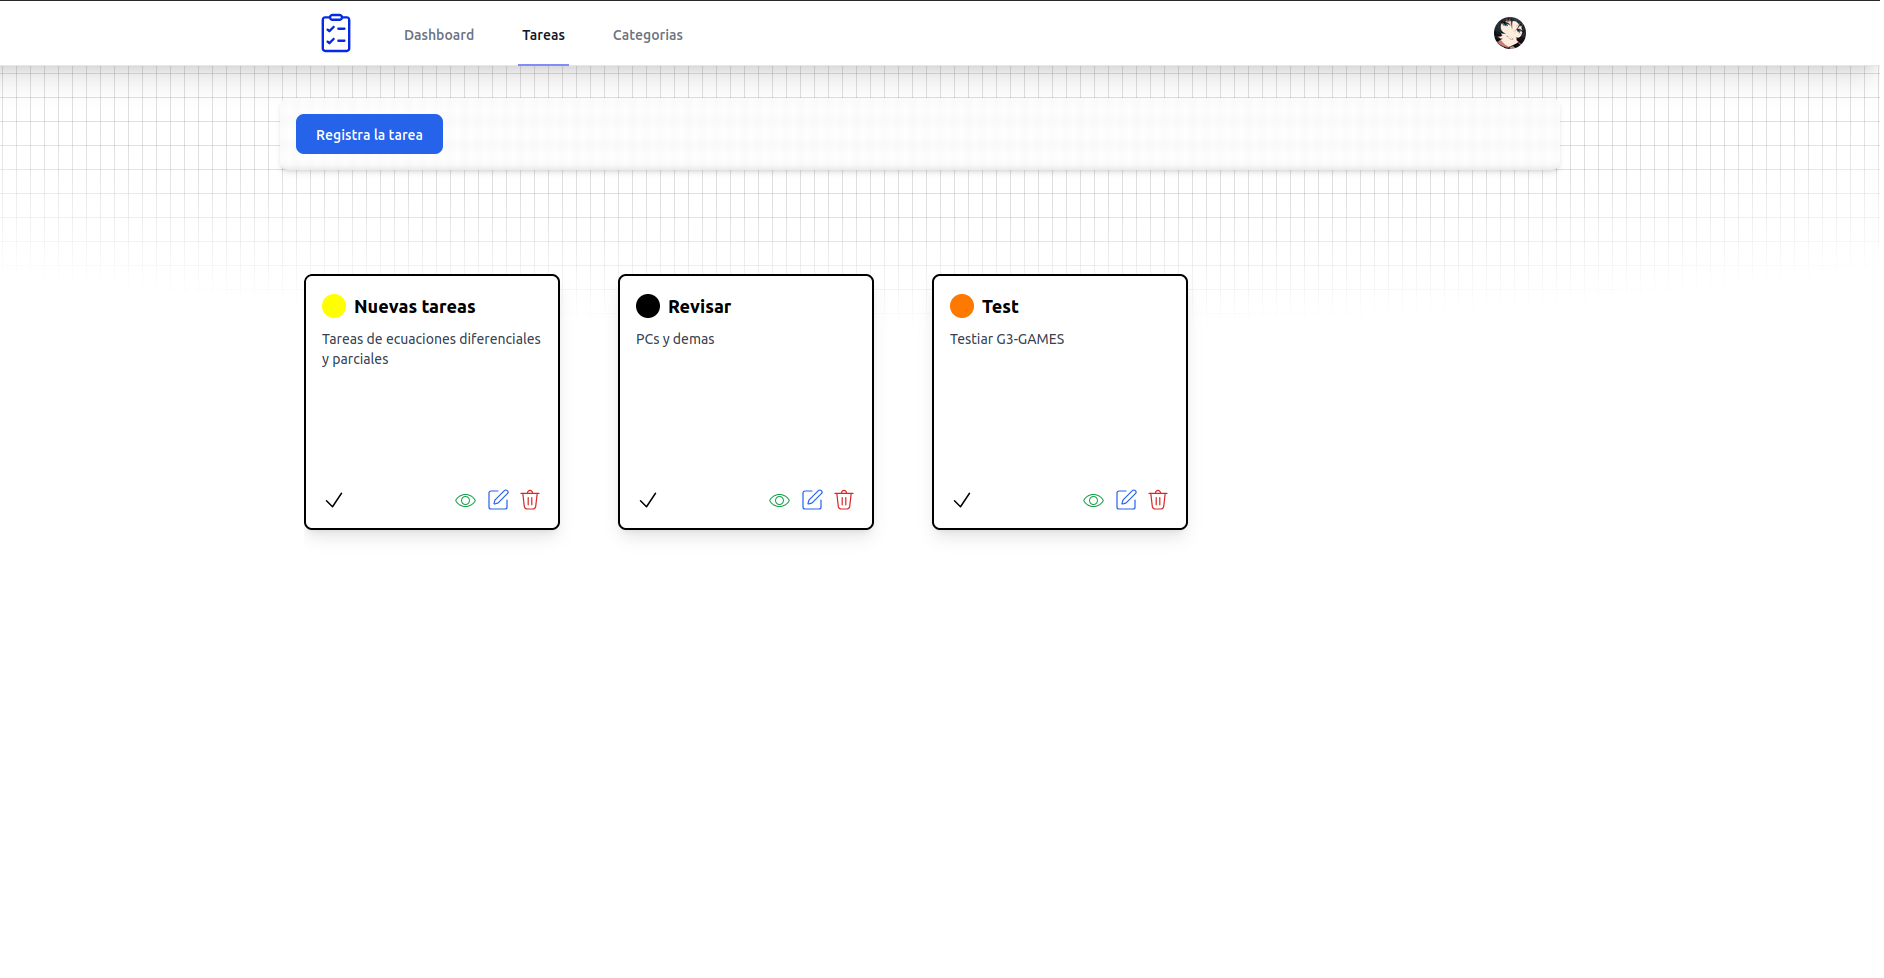 Dashboard
Tareas
Categorias
Registra la tarea
Nuevas tareas
Tareas de ecuaciones diferenciales
y parciales
Revisar
PCs y demas
Test
Testiar G3-GAMES